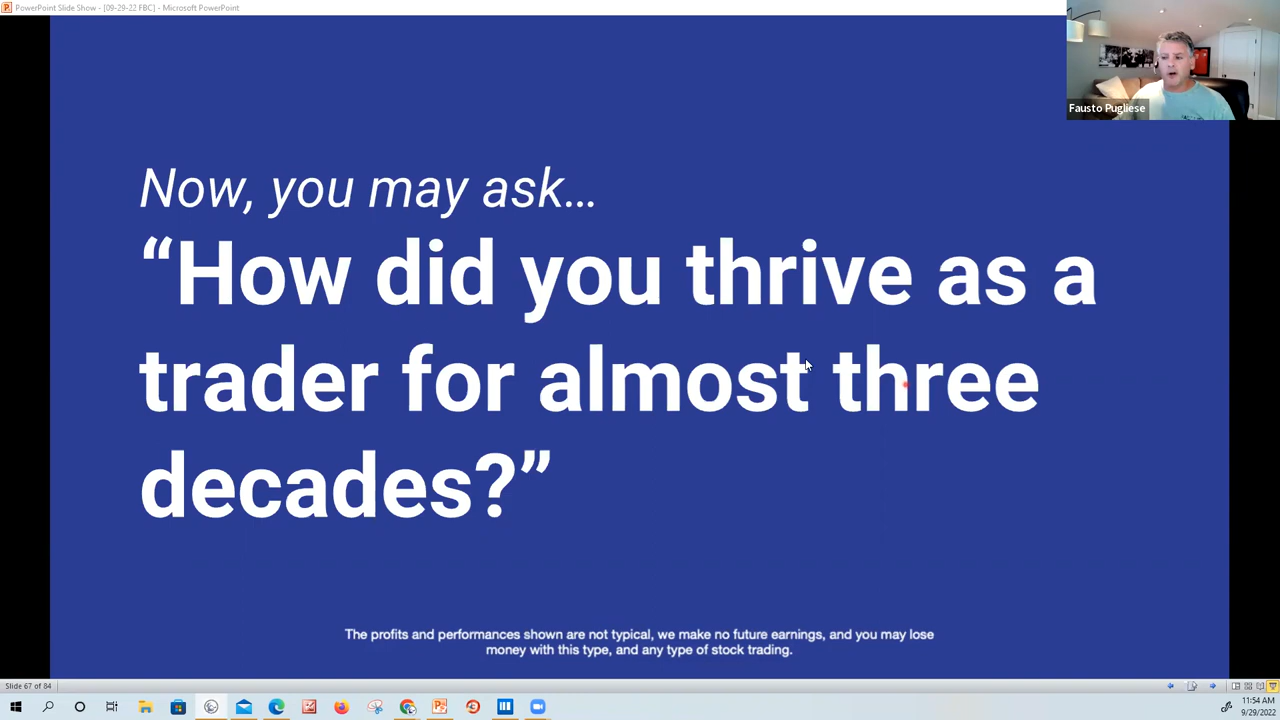 PowerPoint Slide Show - [09-29-22 FBC] - Microsoft PowerPoint
Fausto Pugliese
Now, you may ask…
“How did you thrive as a
trader for almost three
decades?”
The profits and performances shown are not typical, we make no future earnings, and you may lose
money with this type, and any type of stock trading.
Slide 67 of 84
11:54 AM
9/29/2022